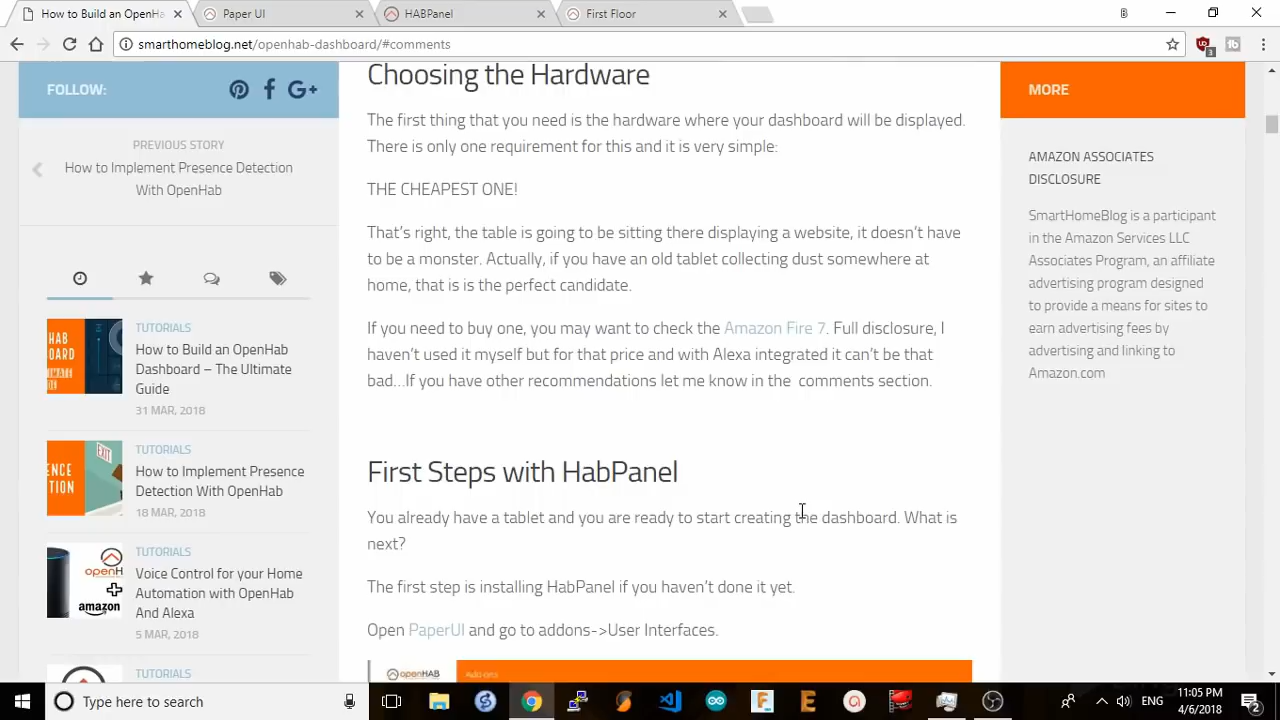 How to Build an OpenHa
Paper UI
HABPanel
First Floor
smarthomeblog.net/openhab-dashboard/#comments
3
FOLLOW:
PREVIOUS STORY
How to Implement Presence Detection
With OpenHab
TUTORIALS
How to Build an OpenHab
Dashboard – The Ultimate
Guide
31 MAR, 2018
TUTORIALS
How to Implement Presence
Detection With OpenHab
18 MAR, 2018
TUTORIALS
Voice Control for your Home
Automation with OpenHab
And Alexa
5 MAR, 2018
TUTORIALS
Choosing the Hardware
The first thing that you need is the hardware where your dashboard will be displayed.
There is only one requirement for this and it is very simple:
THE CHEAPEST ONE!
That's right, the table is going to be sitting there displaying a website, it doesn't have
to be a monster. Actually, if you have an old tablet collecting dust somewhere at
home, that is is the perfect candidate.
If you need to buy one, you may want to check the Amazon Fire 7. Full disclosure, I
haven't used it myself but for that price and with Alexa integrated it can't be that
bad...If you have other recommendations let me know in the comments section.
First Steps with HabPanel
You already have a tablet and you are ready to start creating the dashboard. What is
next?
The first step is installing HabPanel if you haven't done it yet.
Open PaperUI and go to addons->User Interfaces.
openHAB
Add-ons
MORE
AMAZON ASSOCIATES
DISCLOSURE
SmartHomeBlog is a participant
in the Amazon Services LLC
Associates Program, an affiliate
advertising program designed
to provide a means for sites to
earn advertising fees by
advertising and linking to
Amazon.com
Type here to search
ENG
11:05 PM
4/6/2018
2